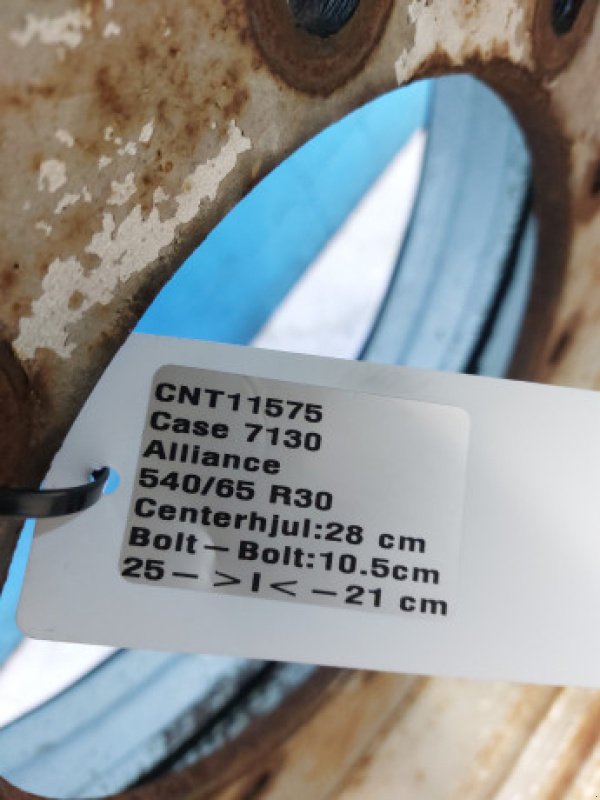 CNT11575
Case 7130
Alliance
540/65 R30
Centerhjul:28 cm
Bolt – Bolt:10.5cm
25– >I< –21 cm